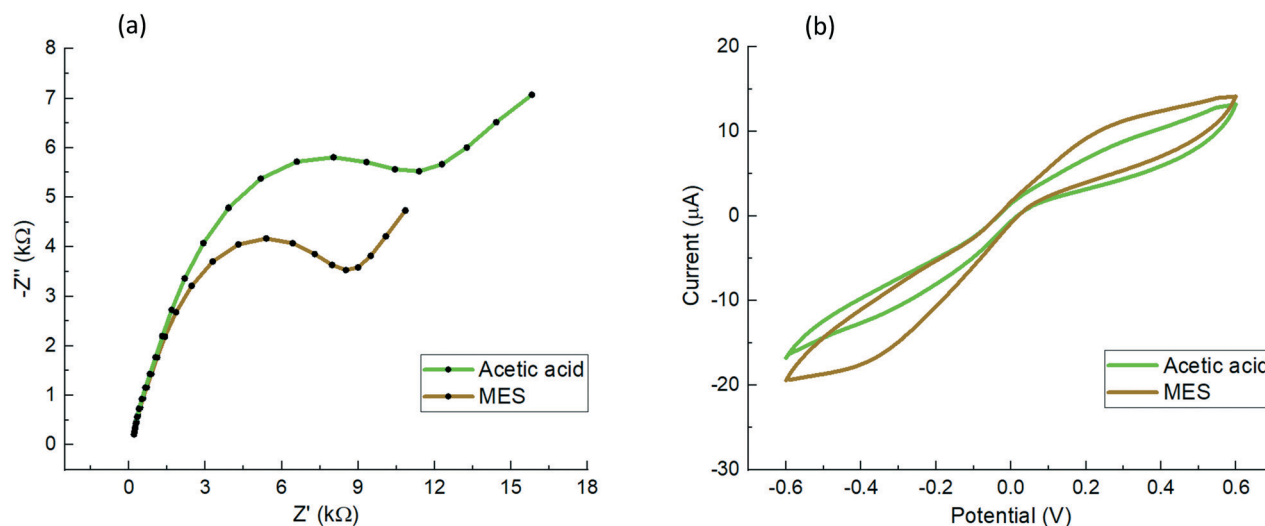 (a)
8
7
6
5
4
3
2
1
0
-Z" (kΩ)
0 3 6 9 12 15 18
Z' (kΩ)
Acetic acid
MES
(b)
20
10
0
-10
-20
-30
Current (μA)
-0.6 -0.4 -0.2 0.0 0.2 0.4 0.6
Potential (V)
Acetic acid
MES